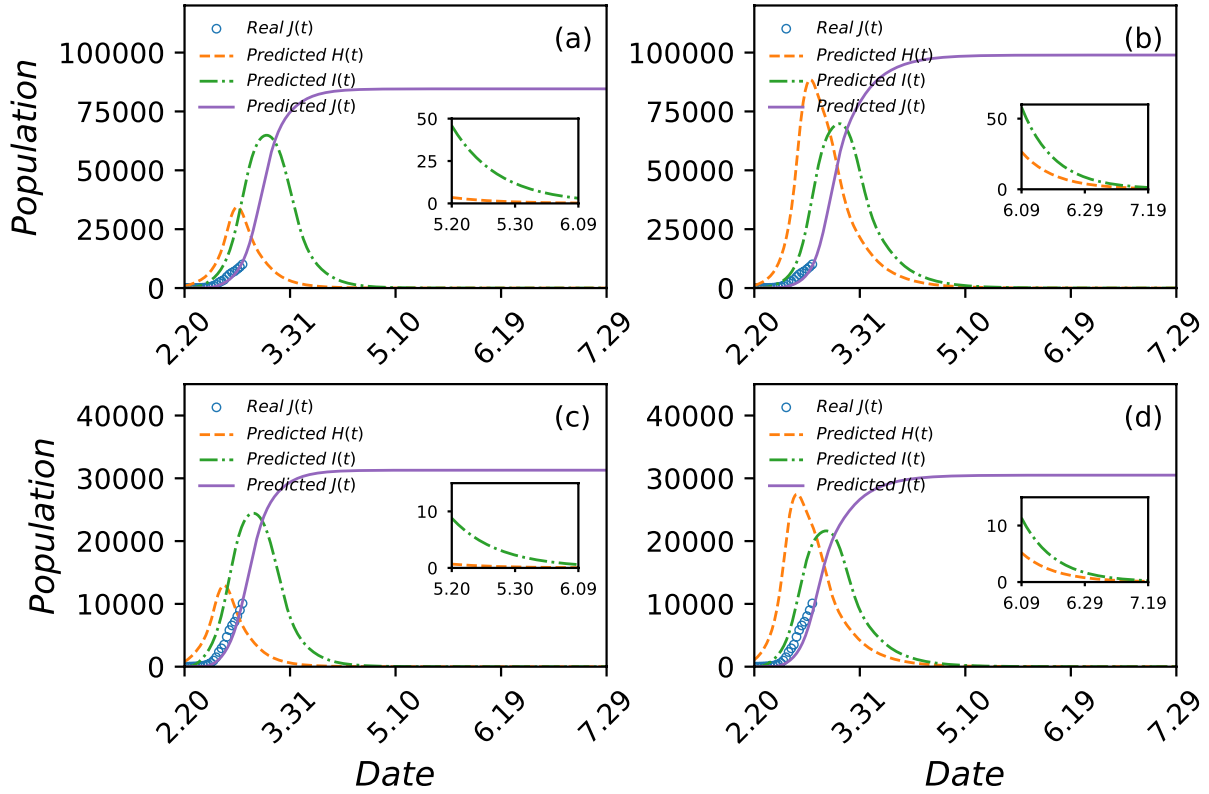 Population
100000
75000
50000
25000
0
Real J(t)
Predicted H(t)
Predicted I(t)
Predicted J(t)
(a)
50
25
0
5.20 5.30 6.09
2.20 3.31 5.10 6.19 7.29
100000
75000
50000
25000
0
Real J(t)
Predicted H(t)
Predicted I(t)
Predicted J(t)
(b)
50
0
6.09 6.29 7.19
2.20 3.31 5.10 6.19 7.29
Population
40000
30000
20000
10000
0
Real J(t)
Predicted H(t)
Predicted I(t)
Predicted J(t)
(c)
10
0
5.20 5.30 6.09
2.20 3.31 5.10 6.19 7.29
Date
40000
30000
20000
10000
0
Real J(t)
Predicted H(t)
Predicted I(t)
Predicted J(t)
(d)
10
0
6.09 6.29 7.19
2.20 3.31 5.10 6.19 7.29
Date